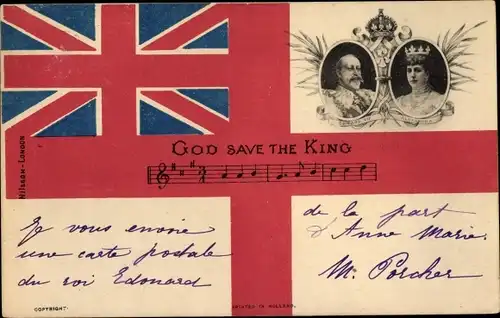 GOD SAVE THE KING
NILSSON - LONDON
Je vous envoie
une carte postale
du roi Edouard
de la part
d'Anne Marie.
M. Porcher
COPYRIGHT.
PRINTED IN HOLLAND.